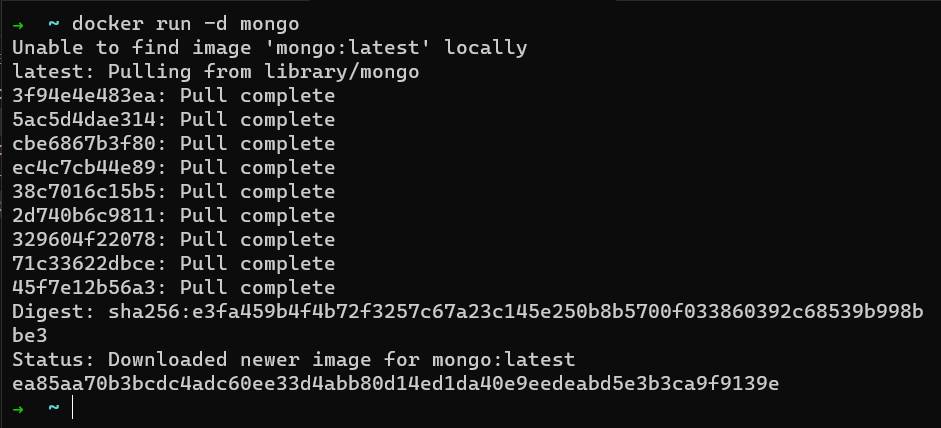 → ~ docker run -d mongo
Unable to find image 'mongo:latest' locally
latest: Pulling from library/mongo
3f94e4e483ea: Pull complete
5ac5d4dae314: Pull complete
cbe6867b3f80: Pull complete
ec4c7cb44e89: Pull complete
38c7016c15b5: Pull complete
2d740b6c9811: Pull complete
329604f22078: Pull complete
71c33622dbce: Pull complete
45f7e12b56a3: Pull complete
Digest: sha256:e3fa459b4f4b72f3257c67a23c145e250b8b5700f033860392c68539b998b
be3
Status: Downloaded newer image for mongo:latest
ea85aa70b3bcdc4adc60ee33d4abb80d14ed1da40e9eedeabd5e3b3ca9f9139e
→ ~